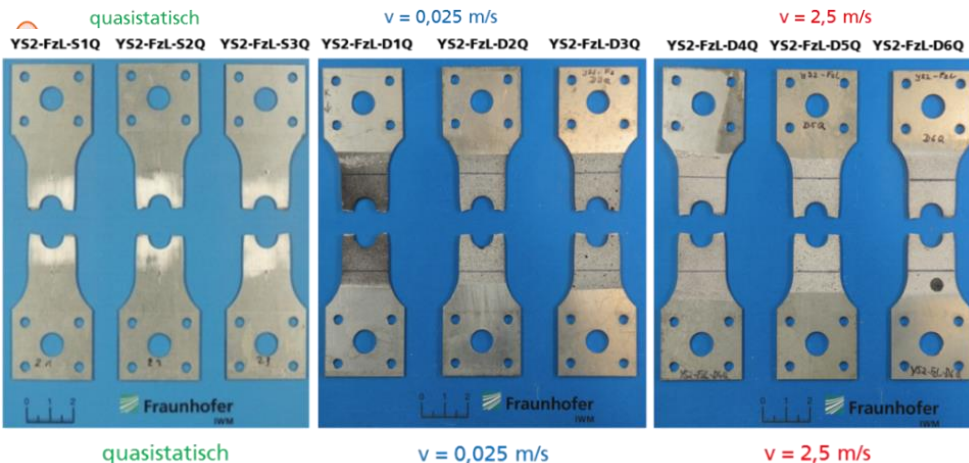 quasistatisch
v = 0,025 m/s
v = 2,5 m/s
YS2-FzL-S1Q YS2-FzL-S2Q YS2-FzL-S3Q
YS2-FzL-D1Q YS2-FzL-D2Q YS2-FzL-D3Q
YS2-FzL-D4Q YS2-FzL-D5Q YS2-FzL-D6Q
0 1 2
Fraunhofer
IWM
0 1 2
Fraunhofer
IWM
0 1 2
Fraunhofer
IWM
quasistatisch
v = 0,025 m/s
v = 2,5 m/s